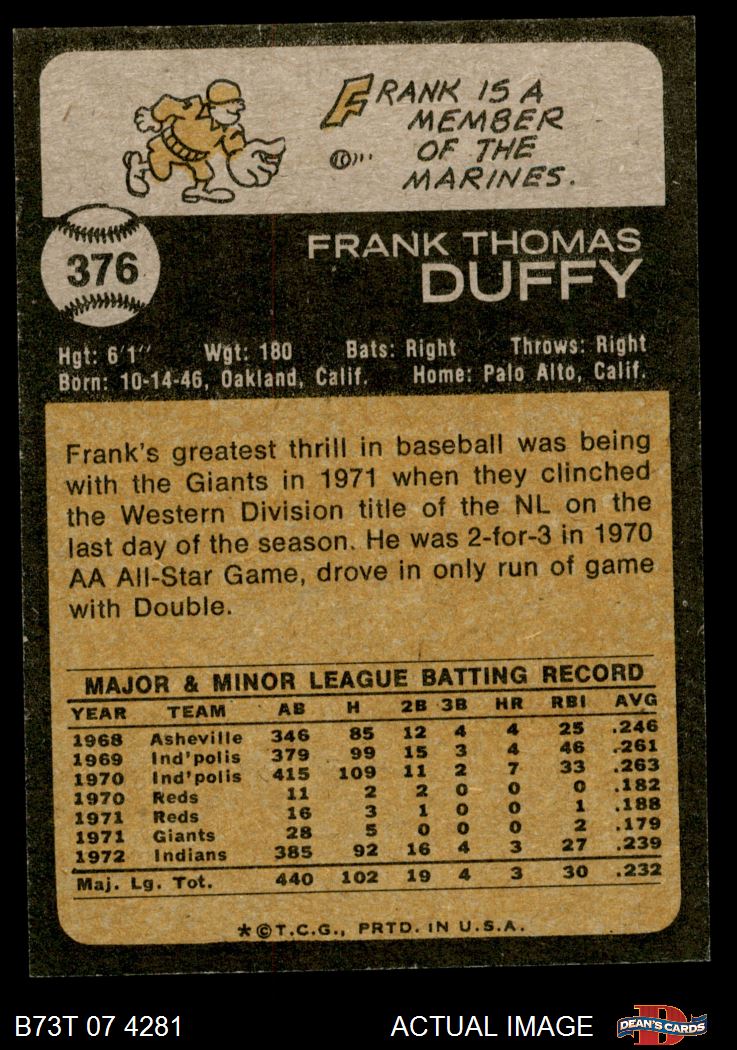 FRANK IS A
MEMBER
OF THE
MARINES.
376
FRANK THOMAS
DUFFY
Hgt: 6'1" Wgt: 180 Bats: Right Throws: Right
Born: 10-14-46, Oakland, Calif. Home: Palo Alto, Calif.
Frank's greatest thrill in baseball was being
with the Giants in 1971 when they clinched
the Western Division title of the NL on the
last day of the season. He was 2-for-3 in 1970
AA All-Star Game, drove in only run of game
with Double.
MAJOR & MINOR LEAGUE BATTING RECORD
YEAR TEAM AB H 2B 3B HR RBI AVG
1968 Asheville 346 85 12 4 4 25 .246
1969 Ind'polis 379 99 15 3 4 46 .261
1970 Ind'polis 415 109 11 2 7 33 .263
1970 Reds 11 2 2 0 0 0 .182
1971 Reds 16 3 1 0 0 1 .188
1971 Giants 28 5 0 0 0 2 .179
1972 Indians 385 92 16 4 3 27 .239
Maj. Lg. Tot. 440 102 19 4 3 30 .232
*©T.C.G., PRTD. IN U.S.A.
B73T 07 4281 ACTUAL IMAGE D DEAN'S CARDS